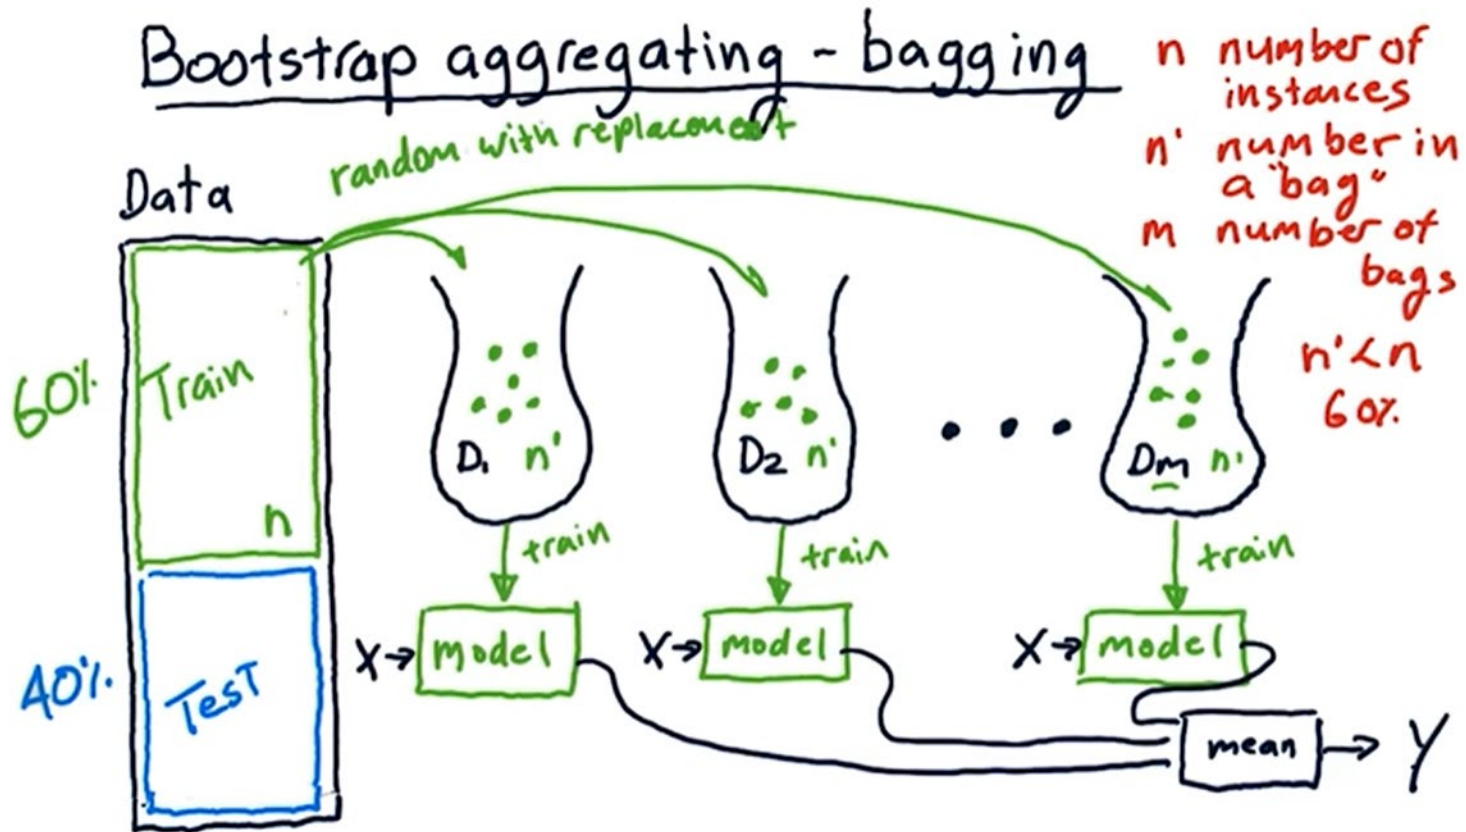 Bootstrap aggregating - bagging
n number of
instances
n' number in
a "bag"
m number of
bags
n' < n
60%
random with replacement
Data
60%
Train
n
40%
Test
D1 n'
D2 n'
...
Dm n'
train
train
train
X→ model
X→ model
X→ model
mean → Y